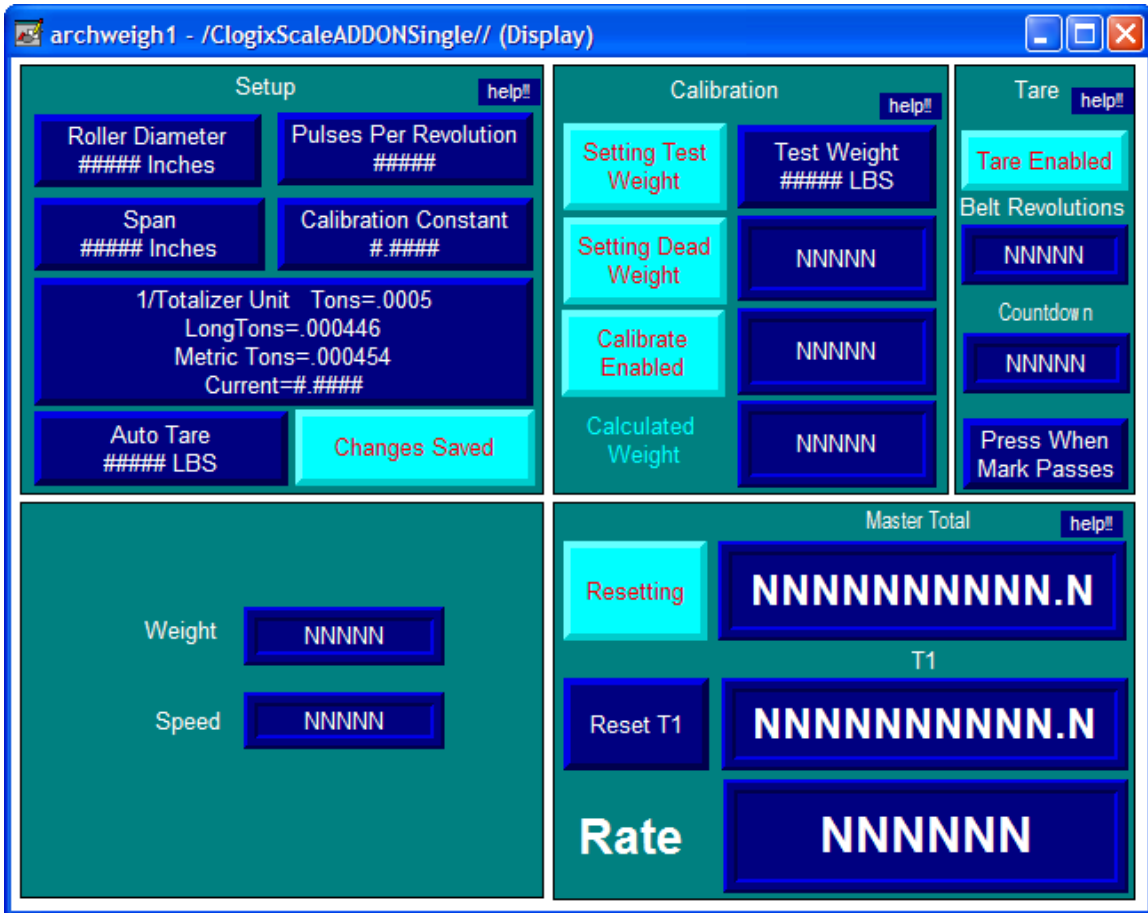 archweigh1 - /ClogixScaleADDONSingle// (Display)
Setup
help!!
Roller Diameter
##### Inches
Pulses Per Revolution
#####
Span
##### Inches
Calibration Constant
#.####
1/Totalizer Unit Tons=.0005
LongTons=.000446
Metric Tons=.000454
Current=#.####
Auto Tare
##### LBS
Changes Saved
Calibration
help!!
Setting Test
Weight
Test Weight
##### LBS
Setting Dead
Weight
NNNNN
Calibrate
Enabled
NNNNN
Calculated
Weight
NNNNN
Tare
help!!
Tare Enabled
Belt Revolutions
NNNNN
Countdown
NNNNN
Press When
Mark Passes
Weight
NNNNN
Speed
NNNNN
Master Total
help!!
Resetting
NNNNNNNNNN.N
T1
Reset T1
NNNNNNNNNN.N
Rate
NNNNNN